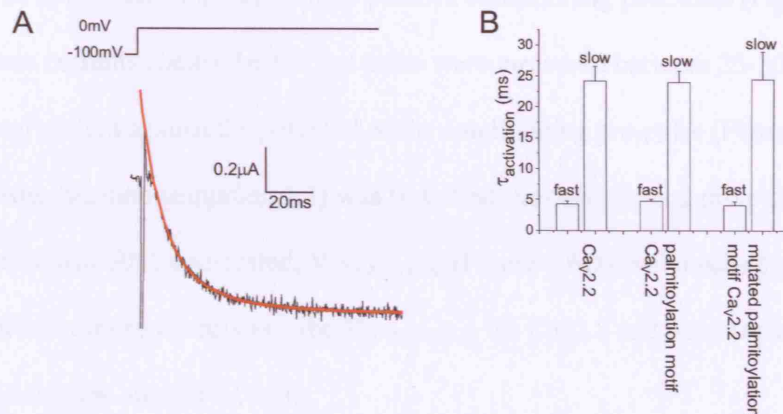 A
0mV
-100mV
0.2μA
20ms
B
τactivation (ms)
30
25
20
15
10
5
0
fast
slow
fast
slow
fast
slow
CaV2.2
palmitoylation motif
CaV2.2
mutated palmitoylation
motif CaV2.2